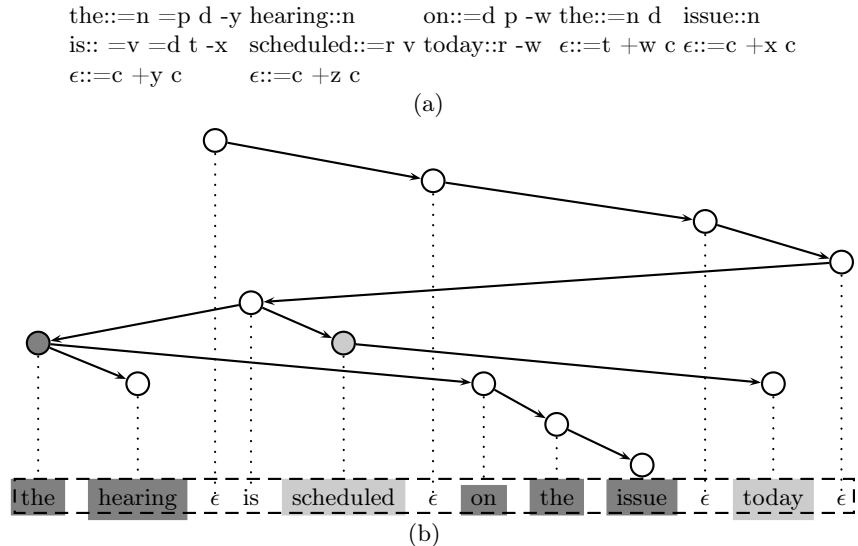 the::=n =p d -y hearing::n on::=d p -w the::=n d issue::n
is:: =v =d t -x scheduled::=r v today::r -w ϵ::=t +w c ϵ::=c +x c
ϵ::=c +y c ϵ::=c +z c
(a)
the hearing ϵ is scheduled ϵ on the issue ϵ today ϵ
(b)